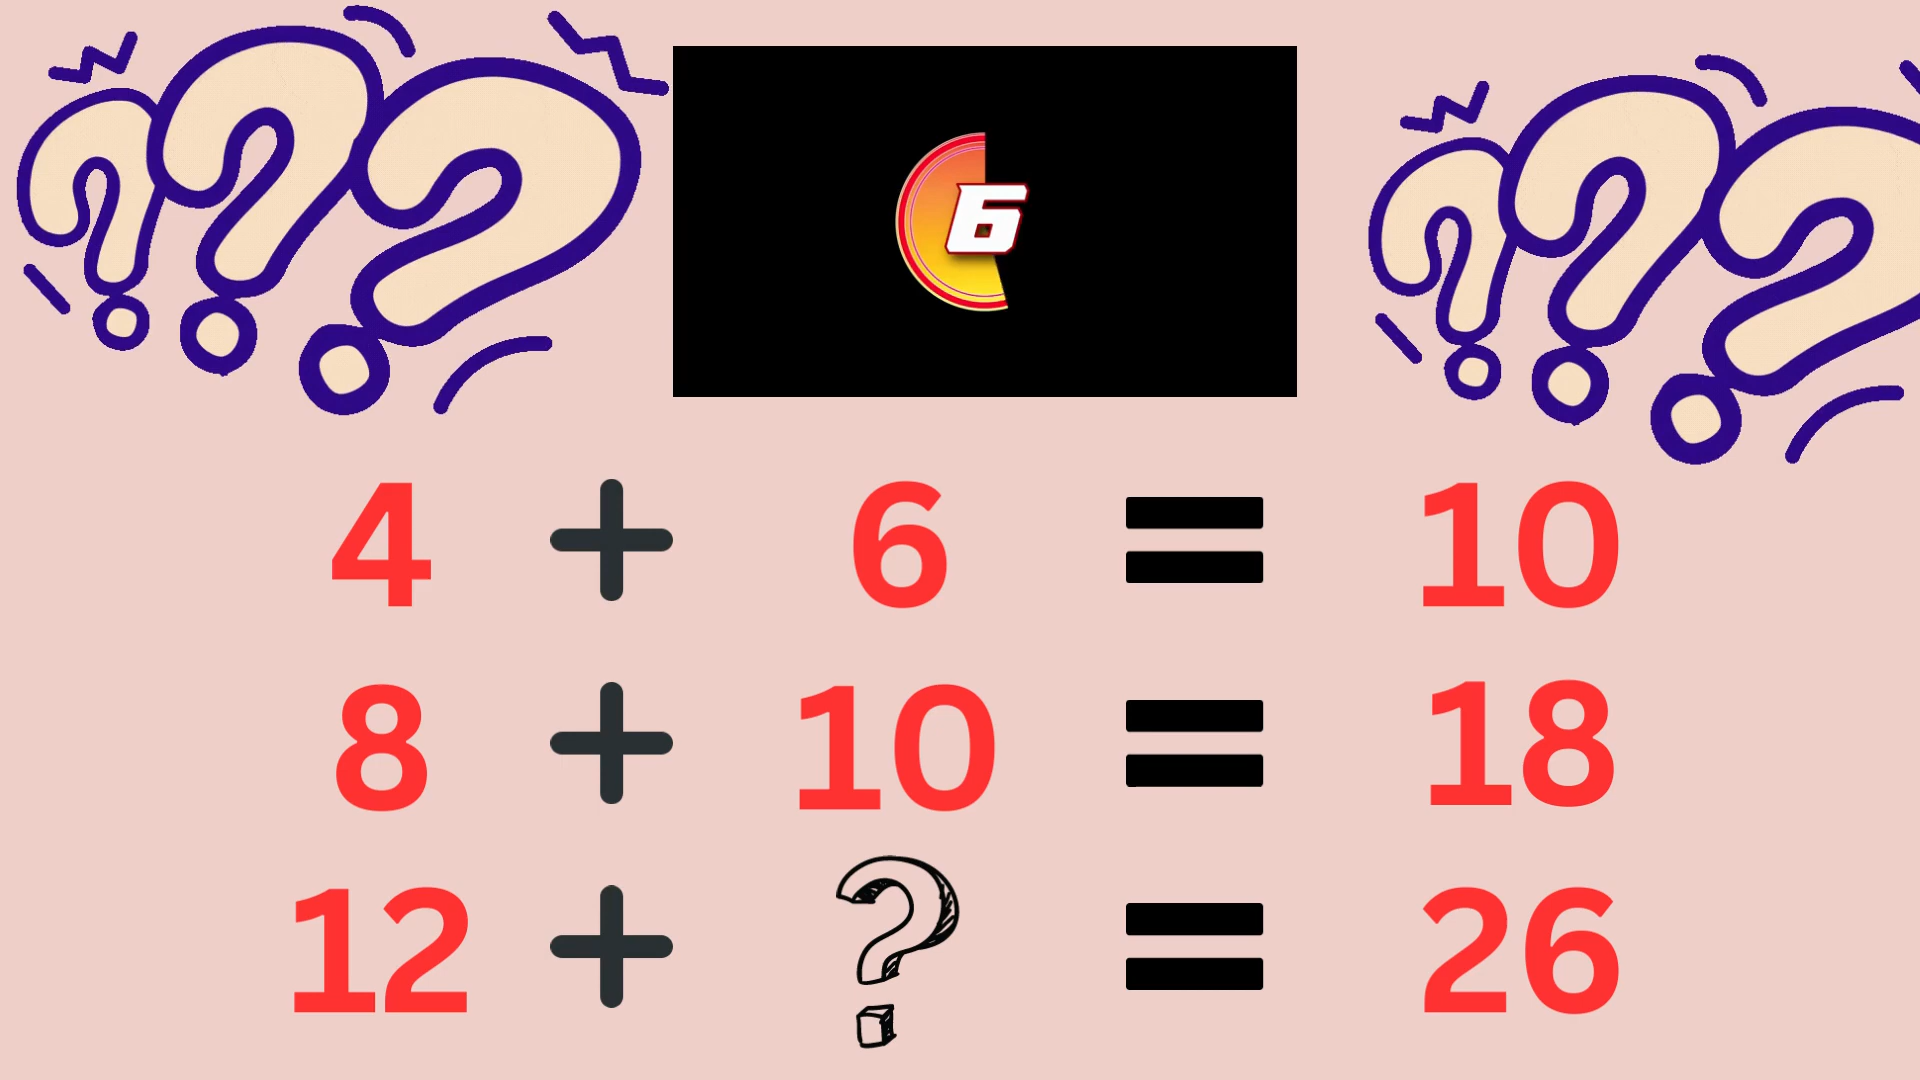 6
4 + 6 = 10
8 + 10 = 18
12 + ? = 26